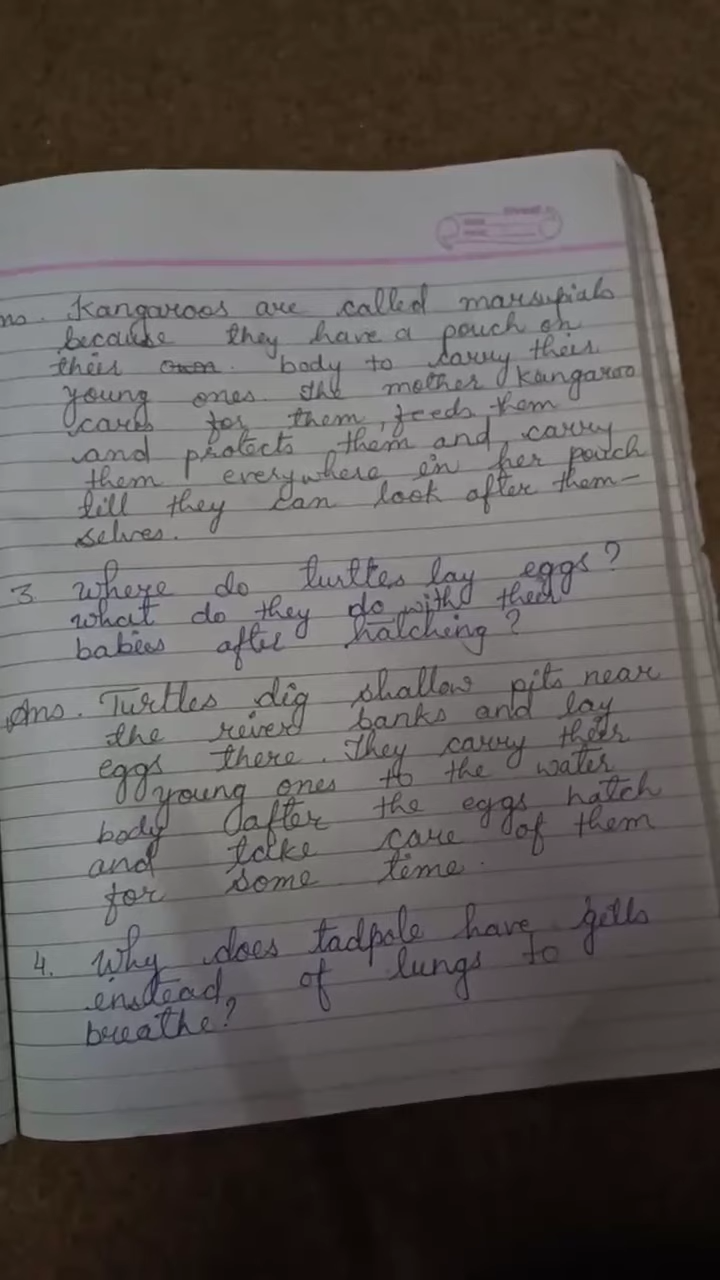 ns. Kangaroos are called marsupials
because they have a pouch on
their body to carry their
young ones. the mother Kangaroo
cares for them, feeds them
and protects them and carry
them everywhere in her pouch
till they can look after them-
selves.
3. where do turtles lay eggs?
what do they do with their
babies after hatching?
Ans. Turtles dig shallow pits near
the river banks and lay
eggs there. They carry their
young ones to the water
body after the eggs hatch
and take care of them
for some time.
4. Why does tadpole have gills
instead of lungs to
breathe?